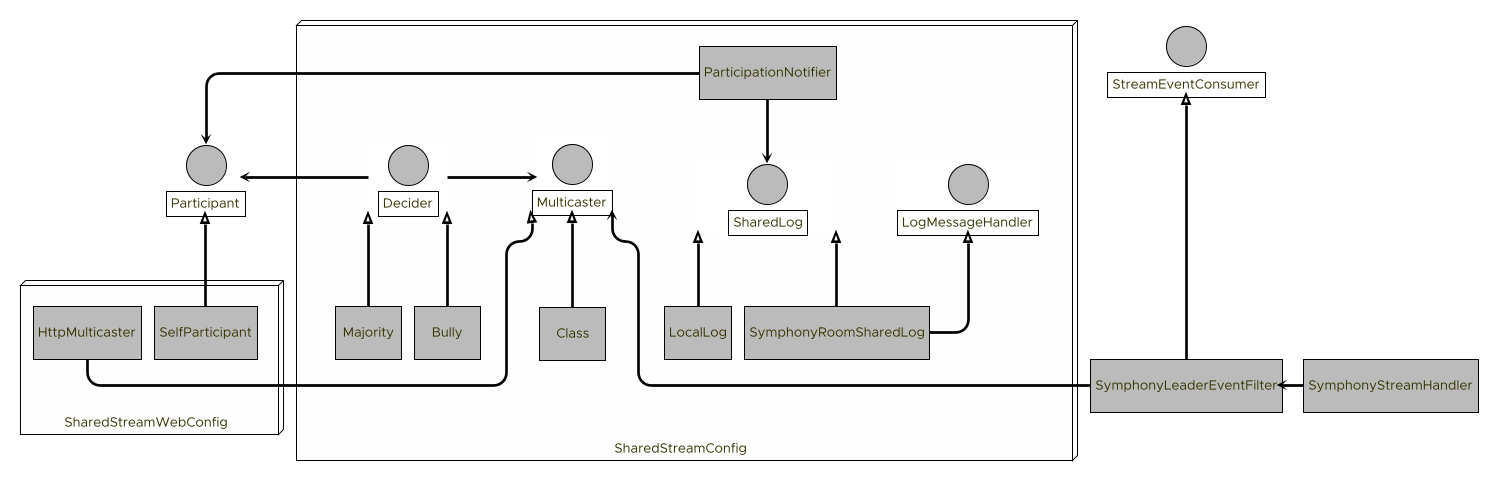 ParticipationNotifier
StreamEventConsumer
Participant
Decider
Multicaster
SharedLog
LogMessageHandler
HttpMulticaster
SelfParticipant
Majority
Bully
Class
LocalLog
SymphonyRoomSharedLog
SymphonyLeaderEventFilter
SymphonyStreamHandler
SharedStreamWebConfig
SharedStreamConfig